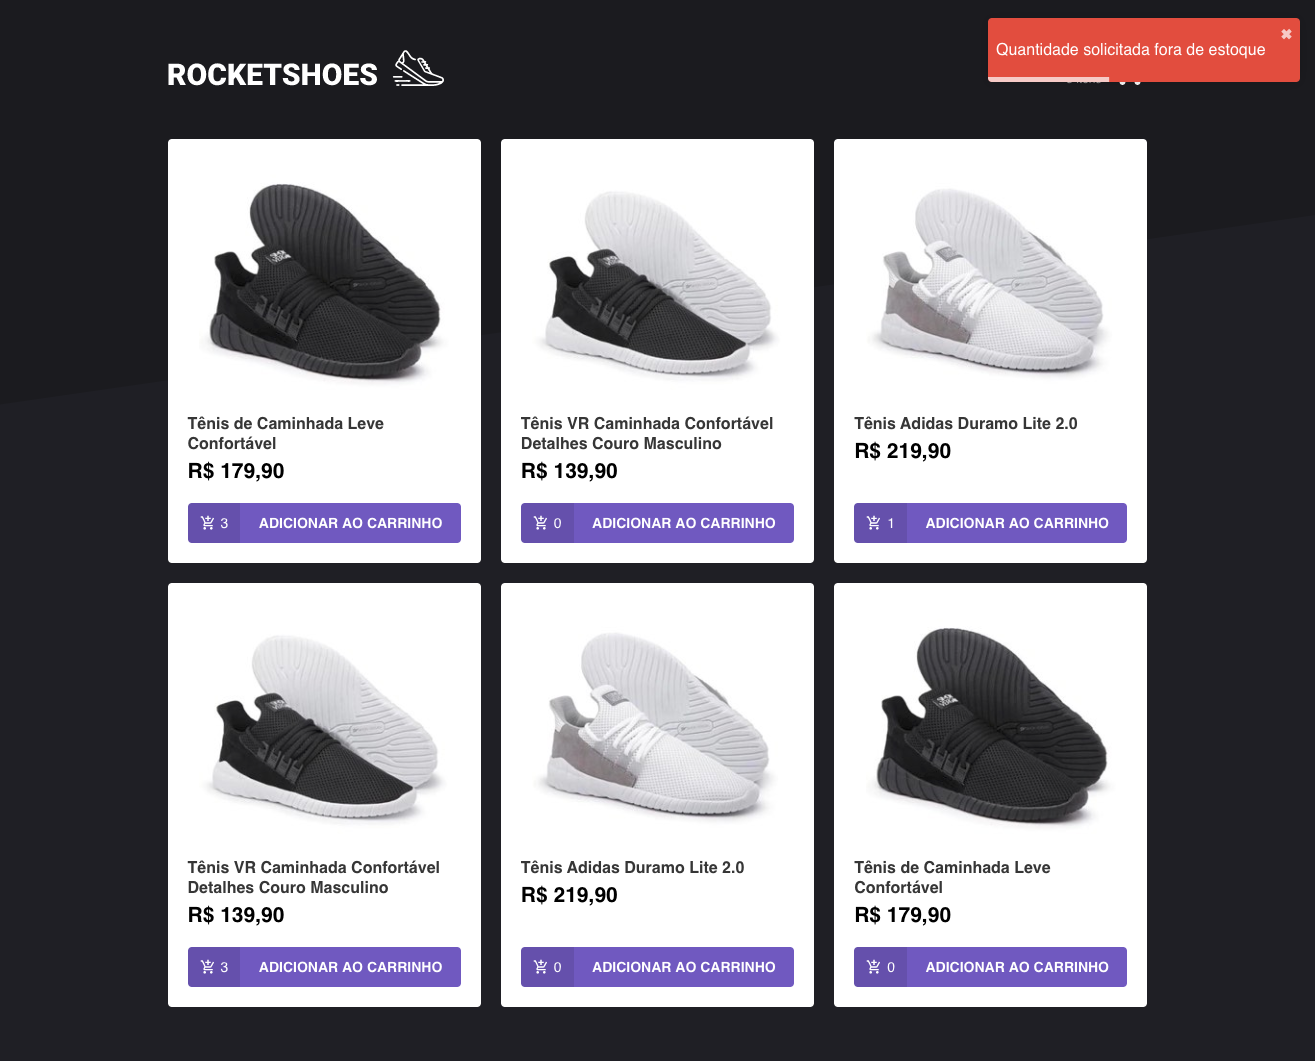 ROCKETSHOES
Quantidade solicitada fora de estoque
Tênis de Caminhada Leve
Confortável
R$ 179,90
3 ADICIONAR AO CARRINHO
Tênis VR Caminhada Confortável
Detalhes Couro Masculino
R$ 139,90
0 ADICIONAR AO CARRINHO
Tênis Adidas Duramo Lite 2.0
R$ 219,90
1 ADICIONAR AO CARRINHO
Tênis VR Caminhada Confortável
Detalhes Couro Masculino
R$ 139,90
3 ADICIONAR AO CARRINHO
Tênis Adidas Duramo Lite 2.0
R$ 219,90
0 ADICIONAR AO CARRINHO
Tênis de Caminhada Leve
Confortável
R$ 179,90
0 ADICIONAR AO CARRINHO